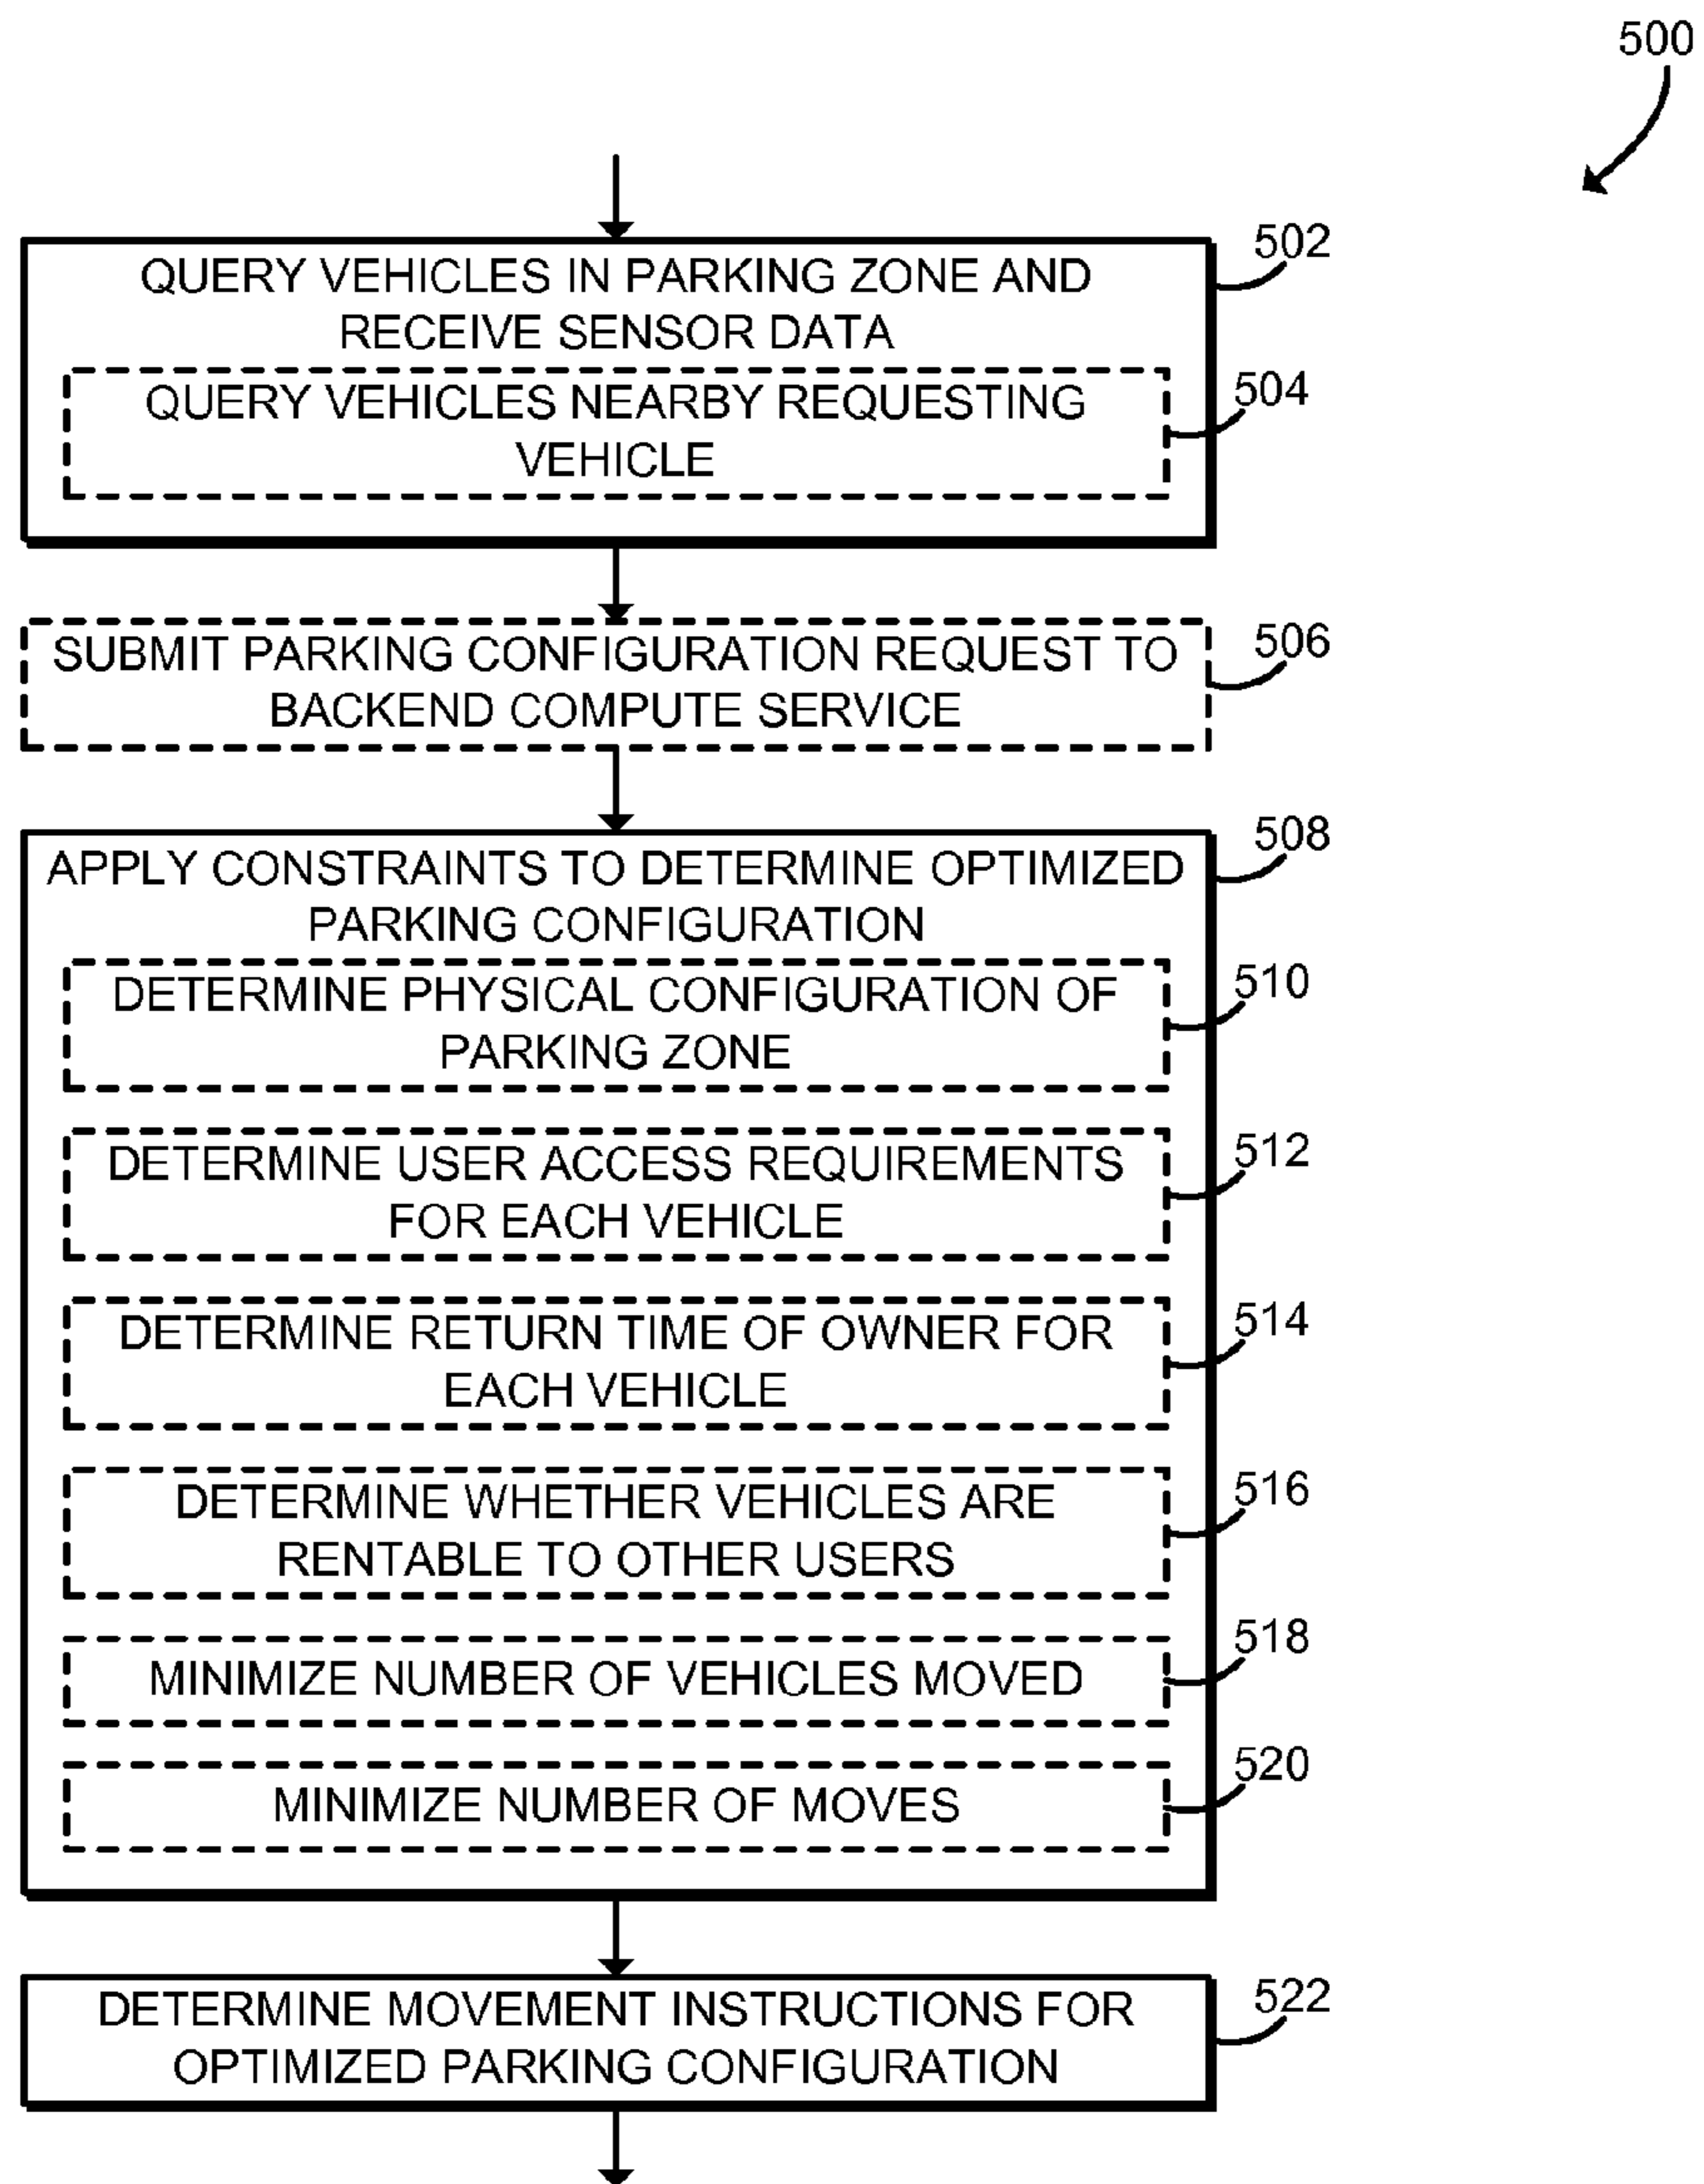 500
502
QUERY VEHICLES IN PARKING ZONE AND
RECEIVE SENSOR DATA
504
QUERY VEHICLES NEARBY REQUESTING
VEHICLE
506
SUBMIT PARKING CONFIGURATION REQUEST TO
BACKEND COMPUTE SERVICE
508
APPLY CONSTRAINTS TO DETERMINE OPTIMIZED
PARKING CONFIGURATION
510
DETERMINE PHYSICAL CONFIGURATION OF
PARKING ZONE
512
DETERMINE USER ACCESS REQUIREMENTS
FOR EACH VEHICLE
514
DETERMINE RETURN TIME OF OWNER FOR
EACH VEHICLE
516
DETERMINE WHETHER VEHICLES ARE
RENTABLE TO OTHER USERS
518
MINIMIZE NUMBER OF VEHICLES MOVED
520
MINIMIZE NUMBER OF MOVES
522
DETERMINE MOVEMENT INSTRUCTIONS FOR
OPTIMIZED PARKING CONFIGURATION